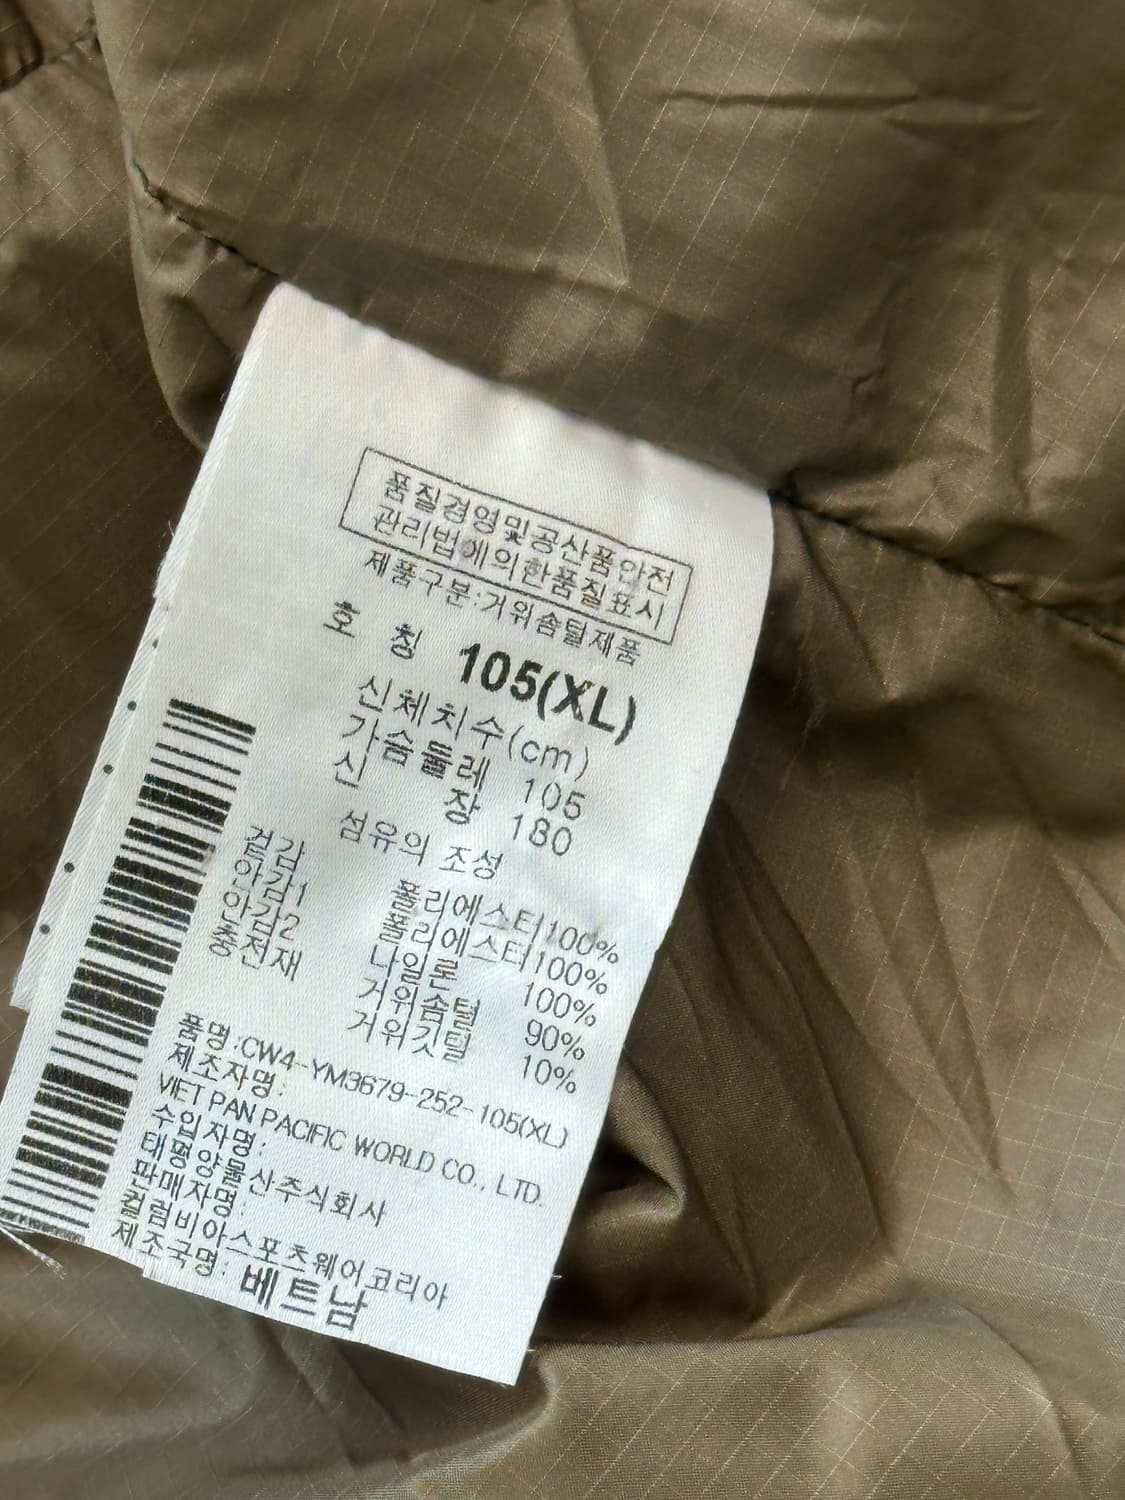 품질경영및공산품안전
관리법에의한품질표시
제품구분:거위솜털제품
호 칭 105(XL)
신체치수(cm)
가슴둘레 105
신 장 180
섬유의 조성
겉감 폴리에스터100%
안감1 폴리에스터100%
안감2 나일론 100%
충전재 거위솜털 90%
거위깃털 10%
품명:CW4-YM3679-252-105(XL)
제조자명:
VIET PAN PACIFIC WORLD CO., LTD.
수입자명:
태평양물산주식회사
판매자명:
컬럼비아스포츠웨어코리아
제조국명: 베트남